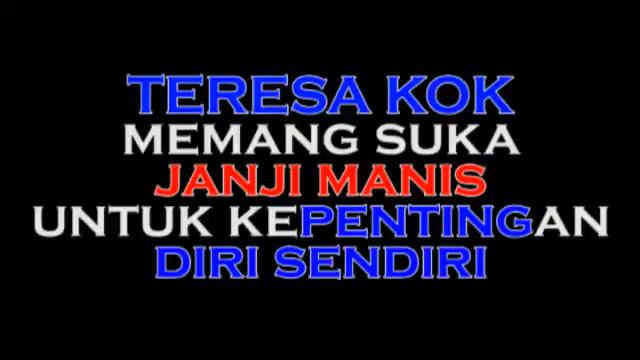 TERESA KOK
MEMANG SUKA
JANJI MANIS
UNTUK KEPENTINGAN
DIRI SENDIRI